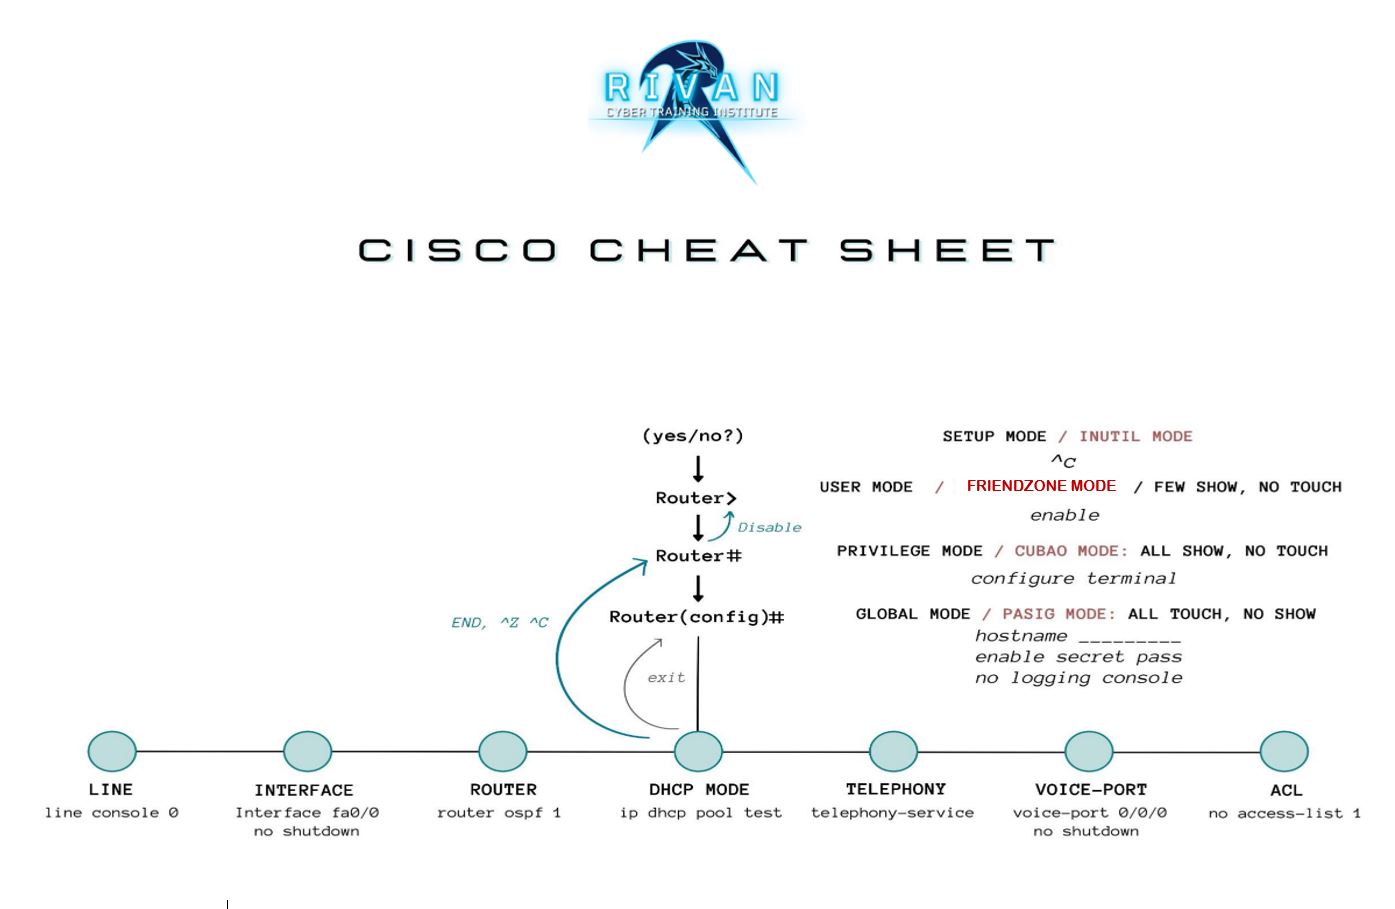 RIVAN
CYBER TRAINING INSTITUTE
CISCO CHEAT SHEET
(yes/no?)
SETUP MODE / INUTIL MODE
^C
Router>
USER MODE / FRIENDZONE MODE / FEW SHOW, NO TOUCH
enable
Disable
Router#
PRIVILEGE MODE / CUBAO MODE: ALL SHOW, NO TOUCH
configure terminal
Router(config)#
GLOBAL MODE / PASIG MODE: ALL TOUCH, NO SHOW
hostname _________
enable secret pass
no logging console
END, ^Z ^C
exit
LINE
line console 0
INTERFACE
Interface fa0/0
no shutdown
ROUTER
router ospf 1
DHCP MODE
ip dhcp pool test
TELEPHONY
telephony-service
VOICE-PORT
voice-port 0/0/0
no shutdown
ACL
no access-list 1